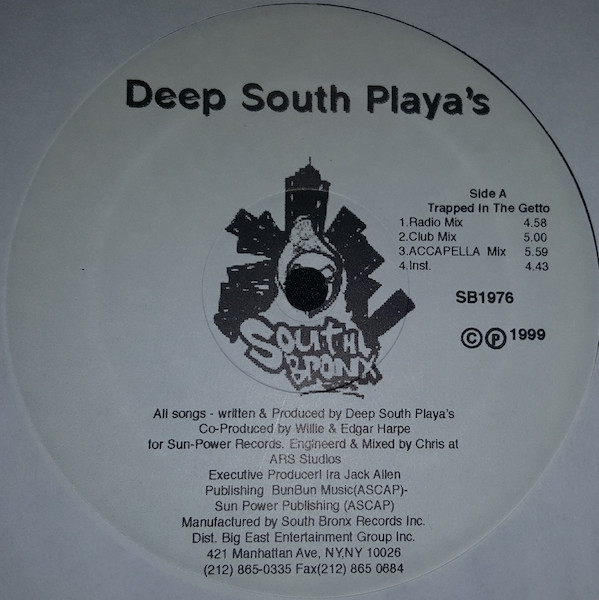 Deep South Playa's
Side A
Trapped in The Getto
1.Radio Mix 4.58
2.Club Mix 5.00
3.ACCAPELLA Mix 5.59
4.Inst. 4.43
SB1976
©℗1999
South
Bronx
All songs - written & Produced by Deep South Playa's
Co-Produced by Willie & Edgar Harpe
for Sun-Power Records. Engineerd & Mixed by Chris at
ARS Studios
Executive Producerl Ira Jack Allen
Publishing BunBun Music(ASCAP)-
Sun Power Publishing (ASCAP)
Manufactured by South Bronx Records Inc.
Dist. Big East Entertainment Group Inc.
421 Manhattan Ave, NY,NY 10026
(212) 865-0335 Fax(212) 865 0684